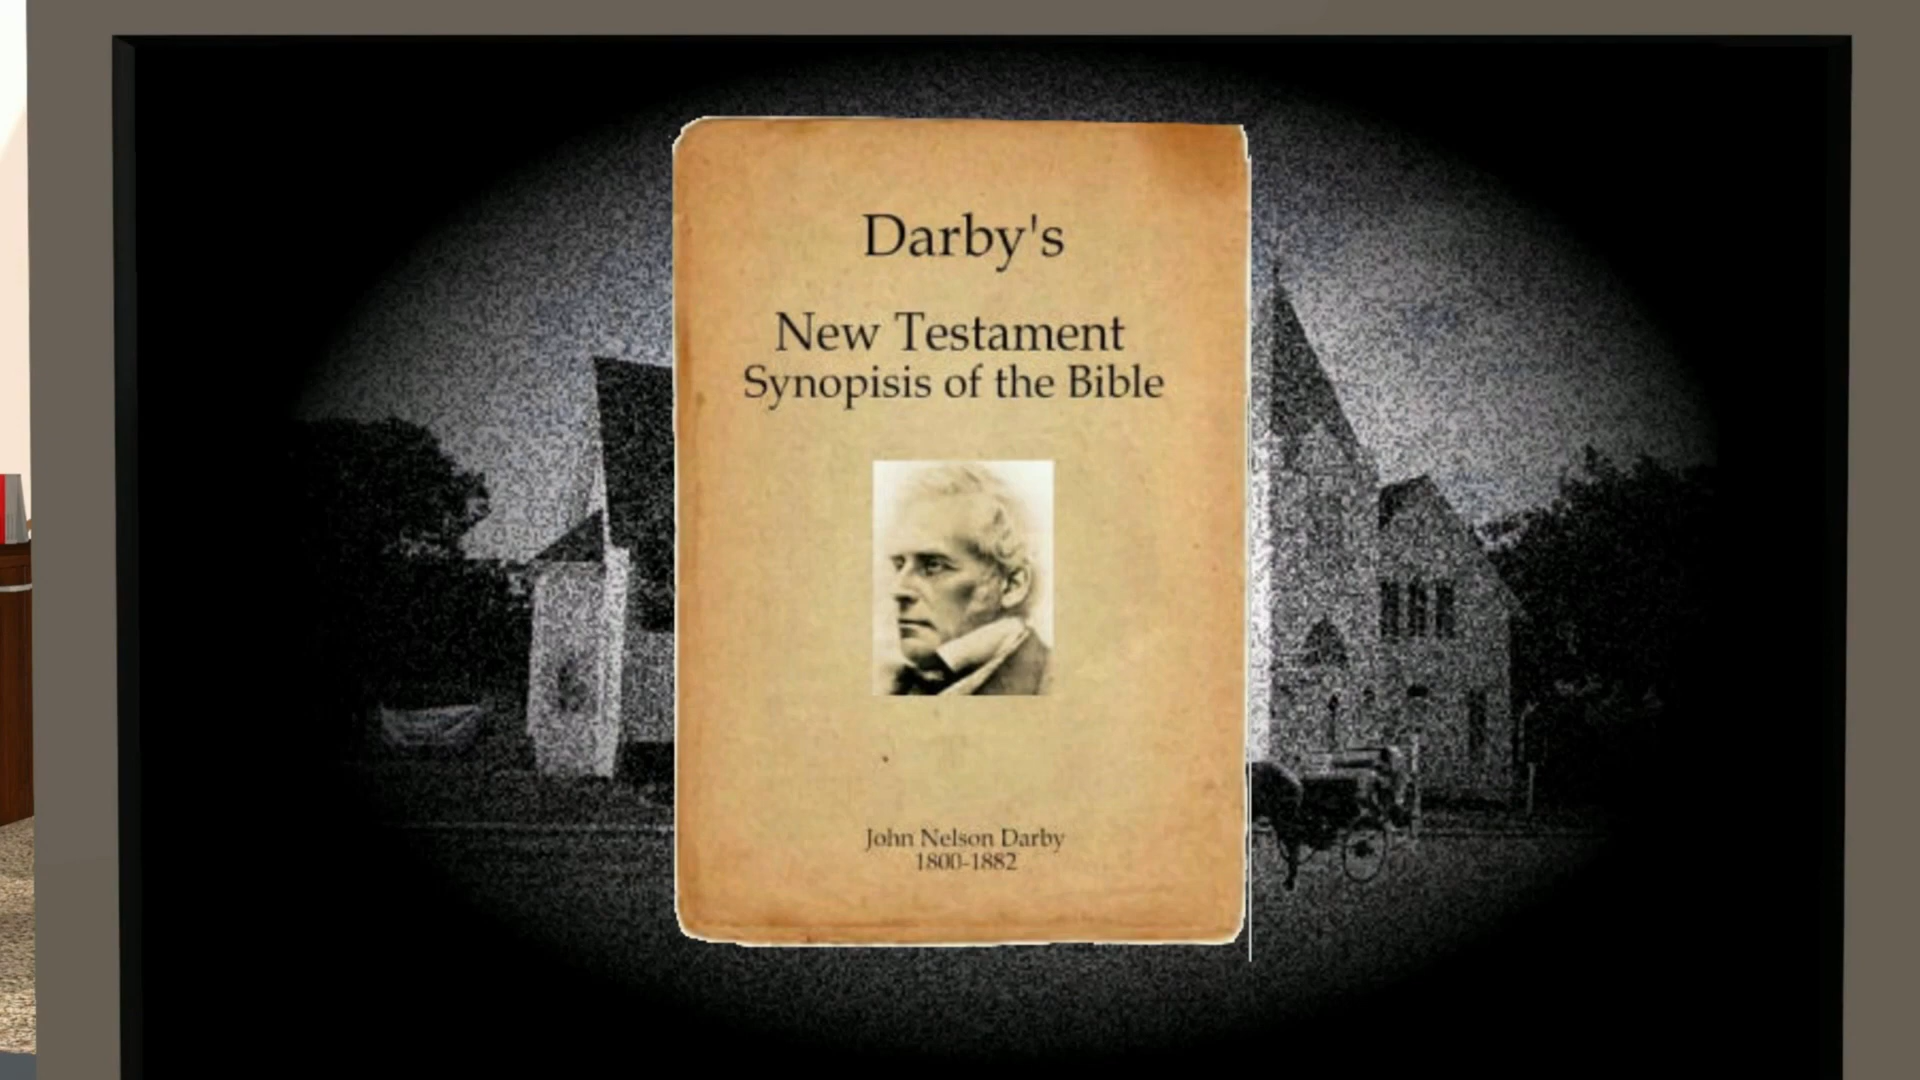 Darby's
New Testament
Synopisis of the Bible
John Nelson Darby
1800-1882